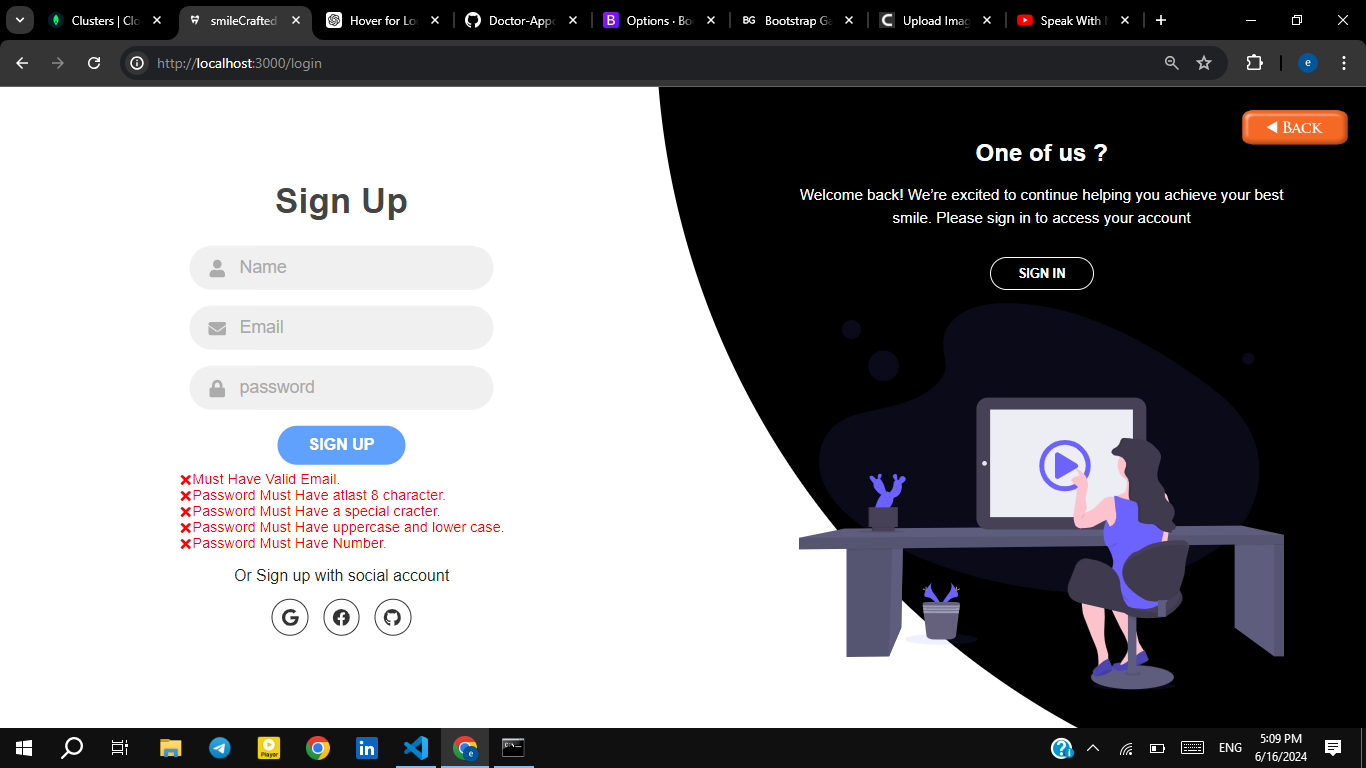 Clusters | Clo
smileCrafted
Hover for Lo
Doctor-Appo
Options · Boo
Bootstrap Ga
Upload Imag
Speak With
http://localhost:3000/login
e
BACK
One of us ?
Welcome back! We're excited to continue helping you achieve your best
smile. Please sign in to access your account
SIGN IN
Sign Up
Name
Email
password
SIGN UP
❌Must Have Valid Email.
❌Password Must Have atlast 8 character.
❌Password Must Have a special cracter.
❌Password Must Have uppercase and lower case.
❌Password Must Have Number.
Or Sign up with social account
Player
ENG
5:09 PM
6/16/2024